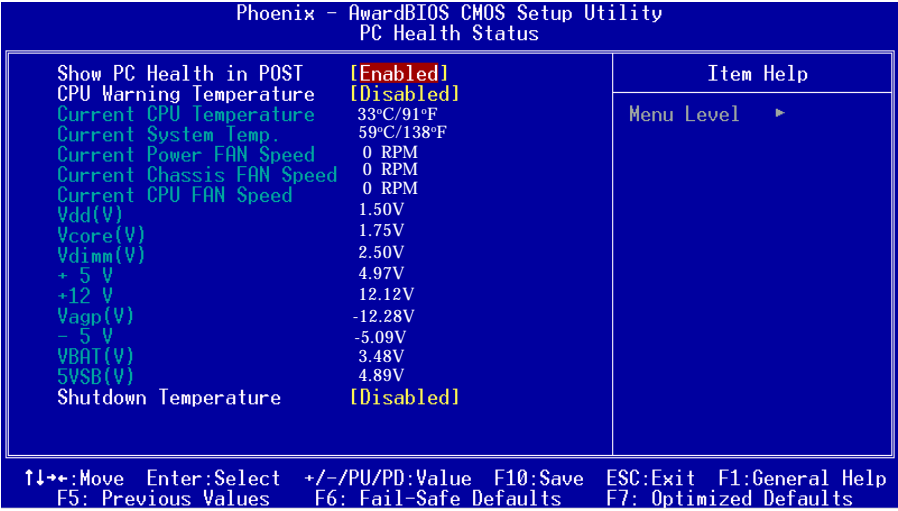 Phoenix - AwardBIOS CMOS Setup Utility
PC Health Status
Show PC Health in POST [Enabled]
CPU Warning Temperature [Disabled]
Current CPU Temperature 33°C/91°F
Current System Temp. 59°C/138°F
Current Power FAN Speed 0 RPM
Current Chassis FAN Speed 0 RPM
Current CPU FAN Speed 0 RPM
Vdd(V) 1.50V
Vcore(V) 1.75V
Vdimm(V) 2.50V
+ 5 V 4.97V
+12 V 12.12V
Vagp(V) -12.28V
- 5 V -5.09V
VBAT(V) 3.48V
5VSB(V) 4.89V
Shutdown Temperature [Disabled]
Item Help
Menu Level ►
↑↓→←:Move Enter:Select +/-/PU/PD:Value F10:Save ESC:Exit F1:General Help
F5: Previous Values F6: Fail-Safe Defaults F7: Optimized Defaults